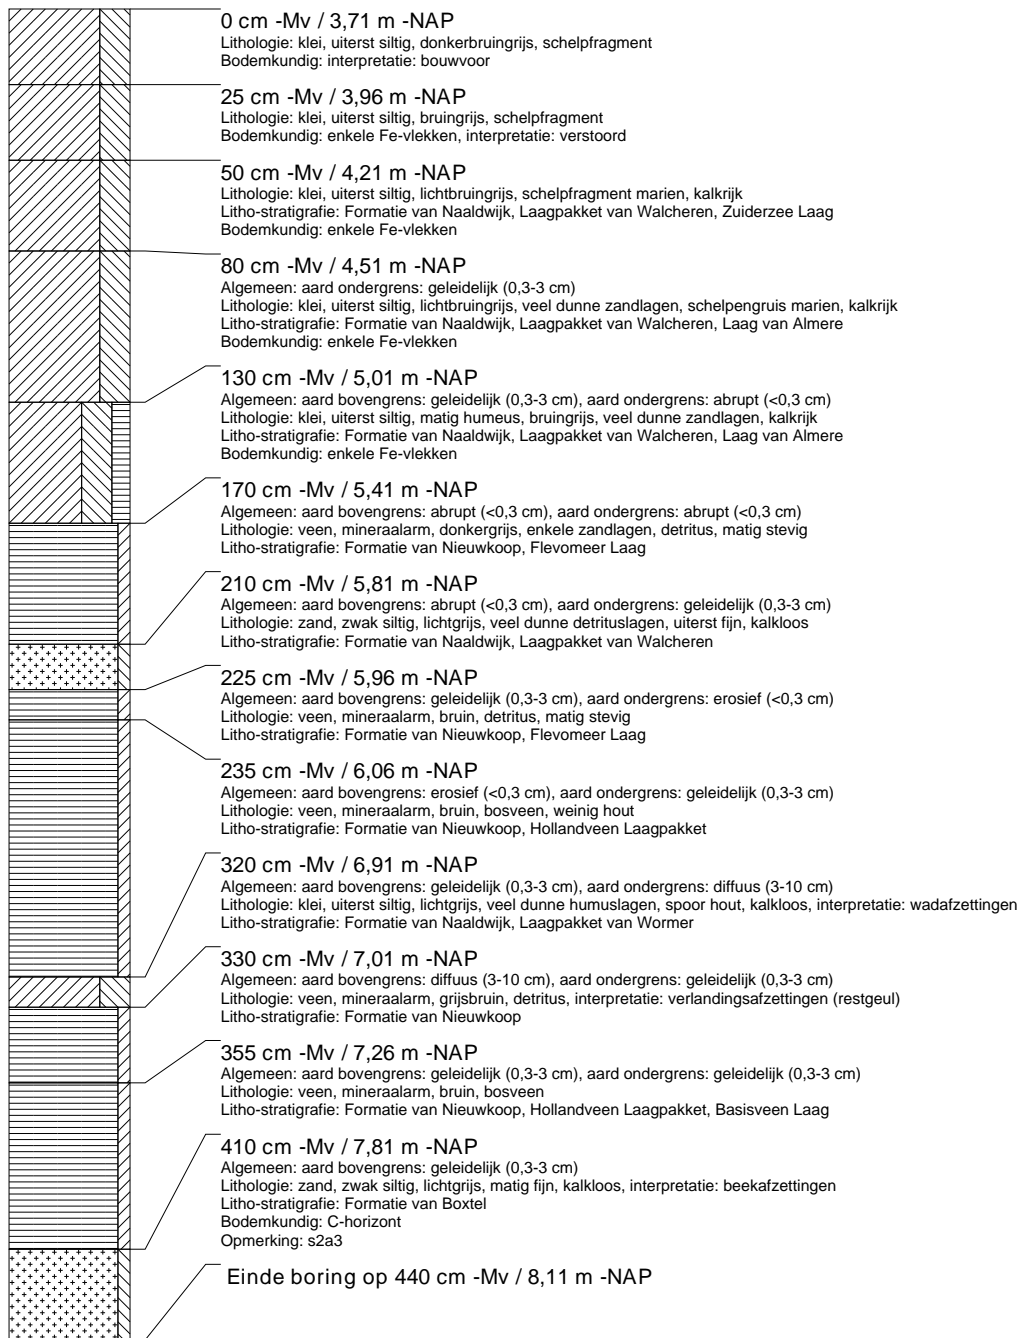 0 cm -Mv / 3,71 m -NAP
Lithologie: klei, uiterst siltig, donkerbruingrijs, schelpfragment
Bodemkundig: interpretatie: bouwvoor
25 cm -Mv / 3,96 m -NAP
Lithologie: klei, uiterst siltig, bruingrijs, schelpfragment
Bodemkundig: enkele Fe-vlekken, interpretatie: verstoord
50 cm -Mv / 4,21 m -NAP
Lithologie: klei, uiterst siltig, lichtbruingrijs, schelpfragment marien, kalkrijk
Litho-stratigrafie: Formatie van Naaldwijk, Laagpakket van Walcheren, Zuiderzee Laag
Bodemkundig: enkele Fe-vlekken
80 cm -Mv / 4,51 m -NAP
Algemeen: aard ondergrens: geleidelijk (0,3-3 cm)
Lithologie: klei, uiterst siltig, lichtbruingrijs, veel dunne zandlagen, schelpengruis marien, kalkrijk
Litho-stratigrafie: Formatie van Naaldwijk, Laagpakket van Walcheren, Laag van Almere
Bodemkundig: enkele Fe-vlekken
130 cm -Mv / 5,01 m -NAP
Algemeen: aard bovengrens: geleidelijk (0,3-3 cm), aard ondergrens: abrupt (<0,3 cm)
Lithologie: klei, uiterst siltig, matig humeus, bruingrijs, veel dunne zandlagen, kalkrijk
Litho-stratigrafie: Formatie van Naaldwijk, Laagpakket van Walcheren, Laag van Almere
Bodemkundig: enkele Fe-vlekken
170 cm -Mv / 5,41 m -NAP
Algemeen: aard bovengrens: abrupt (<0,3 cm), aard ondergrens: abrupt (<0,3 cm)
Lithologie: veen, mineraalarm, donkergrijs, enkele zandlagen, detritus, matig stevig
Litho-stratigrafie: Formatie van Nieuwkoop, Flevomeer Laag
210 cm -Mv / 5,81 m -NAP
Algemeen: aard bovengrens: abrupt (<0,3 cm), aard ondergrens: geleidelijk (0,3-3 cm)
Lithologie: zand, zwak siltig, lichtgrijs, veel dunne detrituslagen, uiterst fijn, kalkloos
Litho-stratigrafie: Formatie van Naaldwijk, Laagpakket van Walcheren
225 cm -Mv / 5,96 m -NAP
Algemeen: aard bovengrens: geleidelijk (0,3-3 cm), aard ondergrens: erosief (<0,3 cm)
Lithologie: veen, mineraalarm, bruin, detritus, matig stevig
Litho-stratigrafie: Formatie van Nieuwkoop, Flevomeer Laag
235 cm -Mv / 6,06 m -NAP
Algemeen: aard bovengrens: erosief (<0,3 cm), aard ondergrens: geleidelijk (0,3-3 cm)
Lithologie: veen, mineraalarm, bruin, bosveen, weinig hout
Litho-stratigrafie: Formatie van Nieuwkoop, Hollandveen Laagpakket
320 cm -Mv / 6,91 m -NAP
Algemeen: aard bovengrens: geleidelijk (0,3-3 cm), aard ondergrens: diffuus (3-10 cm)
Lithologie: klei, uiterst siltig, lichtgrijs, veel dunne humuslagen, spoor hout, kalkloos, interpretatie: wadafzettingen
Litho-stratigrafie: Formatie van Naaldwijk, Laagpakket van Wormer
330 cm -Mv / 7,01 m -NAP
Algemeen: aard bovengrens: diffuus (3-10 cm), aard ondergrens: geleidelijk (0,3-3 cm)
Lithologie: veen, mineraalarm, grijsbruin, detritus, interpretatie: verlandingsafzettingen (restgeul)
Litho-stratigrafie: Formatie van Nieuwkoop
355 cm -Mv / 7,26 m -NAP
Algemeen: aard bovengrens: geleidelijk (0,3-3 cm), aard ondergrens: geleidelijk (0,3-3 cm)
Lithologie: veen, mineraalarm, bruin, bosveen
Litho-stratigrafie: Formatie van Nieuwkoop, Hollandveen Laagpakket, Basisveen Laag
410 cm -Mv / 7,81 m -NAP
Algemeen: aard bovengrens: geleidelijk (0,3-3 cm)
Lithologie: zand, zwak siltig, lichtgrijs, matig fijn, kalkloos, interpretatie: beekafzettingen
Litho-stratigrafie: Formatie van Boxtel
Bodemkundig: C-horizont
Opmerking: s2a3
Einde boring op 440 cm -Mv / 8,11 m -NAP